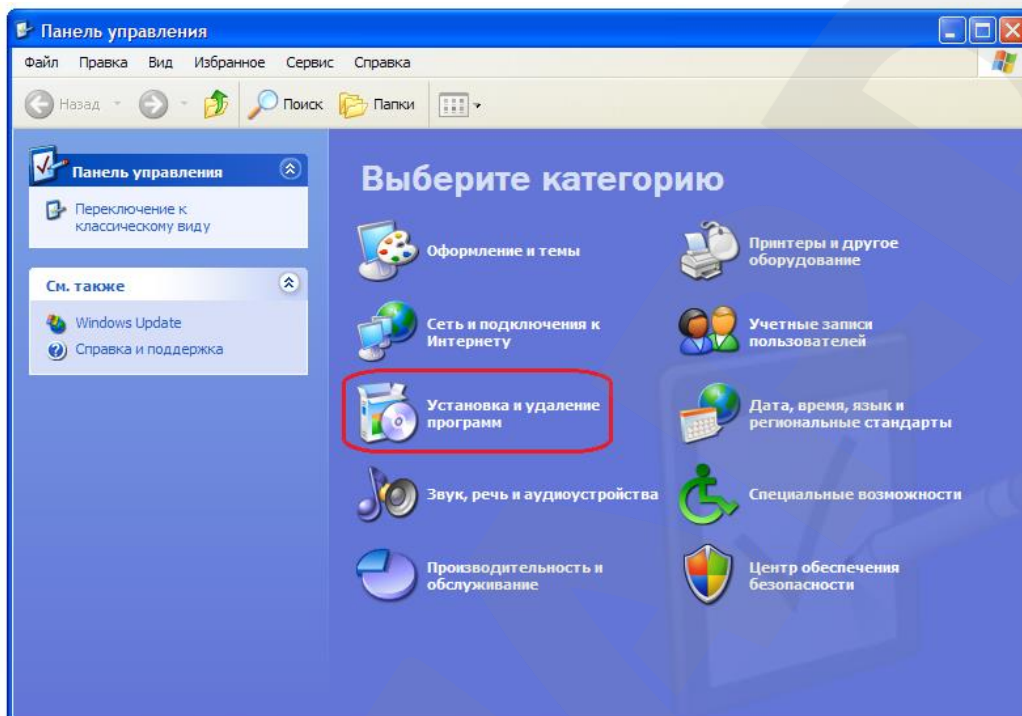 Панель управления
Файл Правка Вид Избранное Сервис Справка
Назад Поиск Папки
Панель управления
Переключение к
классическому виду
См. также
Windows Update
Справка и поддержка
Выберите категорию
Оформление и темы
Принтеры и другое
оборудование
Сеть и подключения к
Интернету
Учетные записи
пользователей
Установка и удаление
программ
Дата, время, язык и
региональные стандарты
Звук, речь и аудиоустройства
Специальные возможности
Производительность и
обслуживание
Центр обеспечения
безопасности